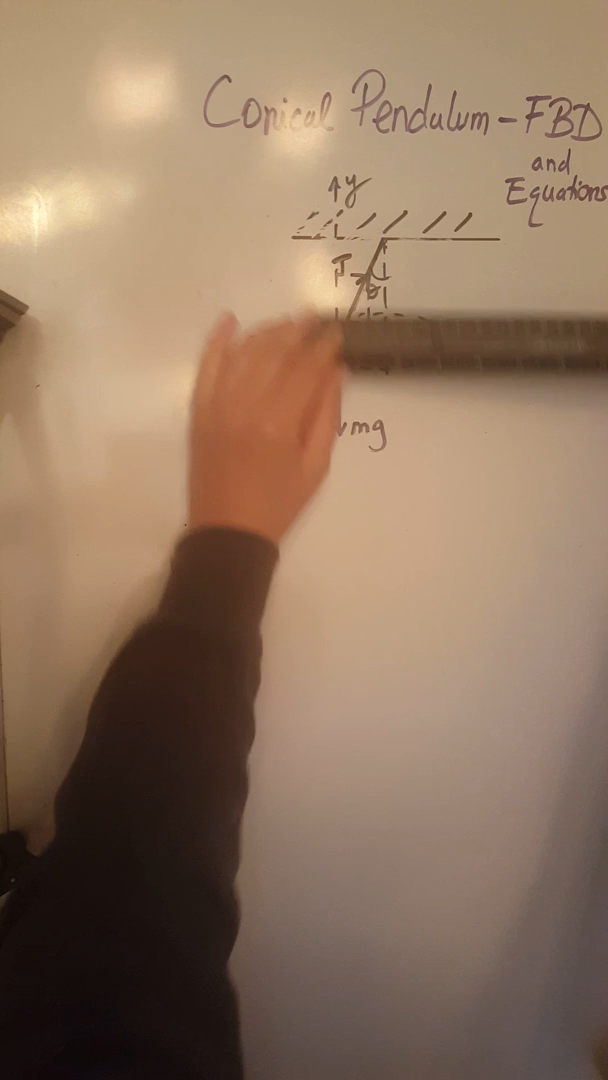 Conical Pendulum - FBD
and
Equations
y
T
θ
mg